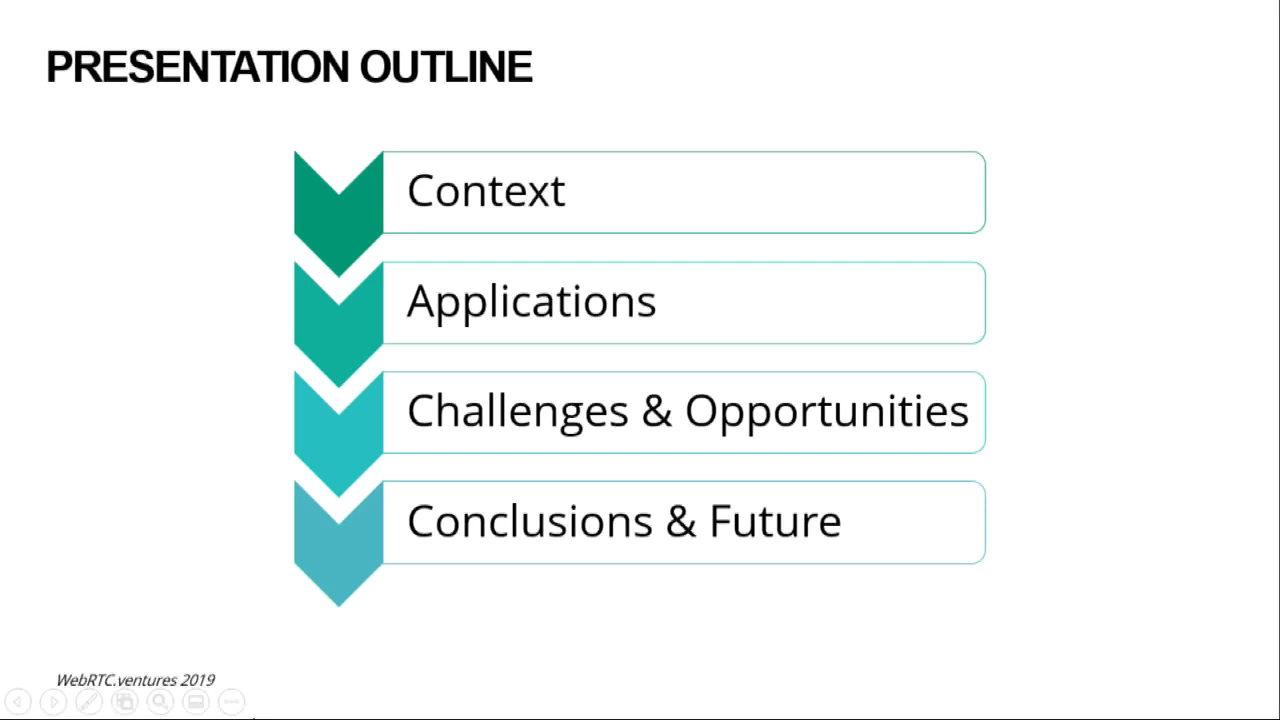 PRESENTATION OUTLINE
Context
Applications
Challenges & Opportunities
Conclusions & Future
WebRTC.ventures 2019